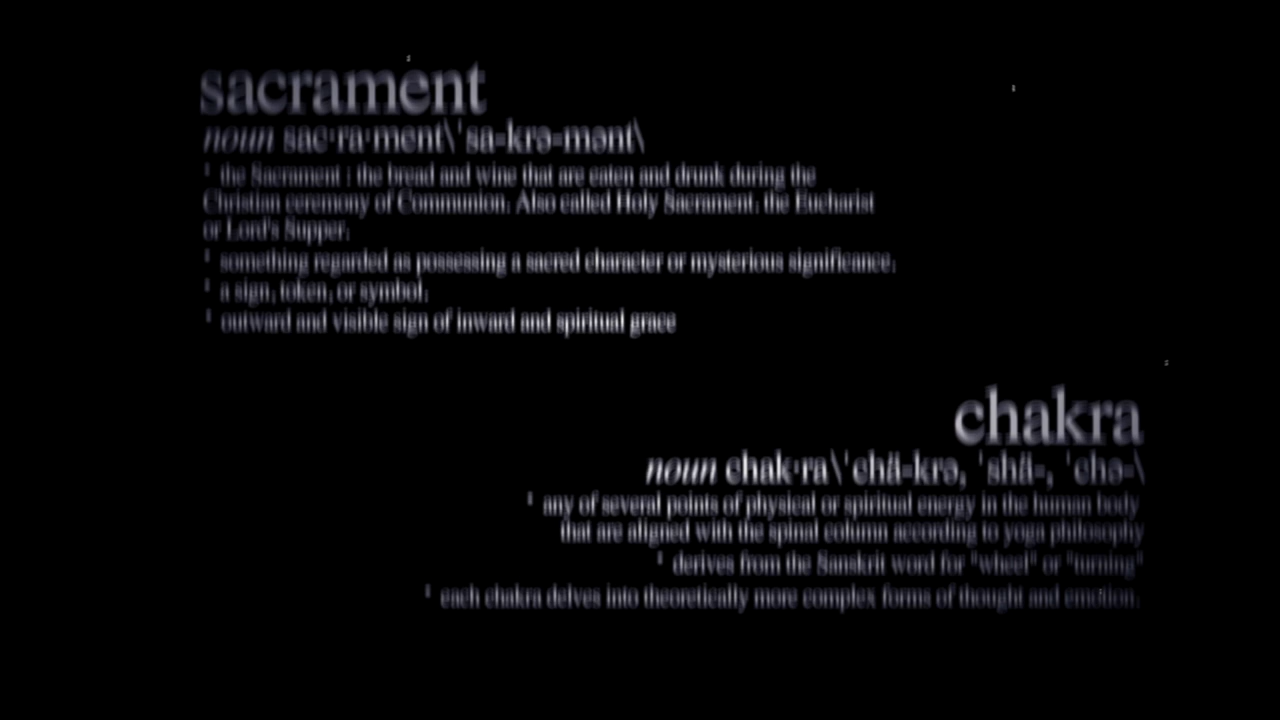 sacrament
noun sac·ra·ment\ˈsa-krə-mənt\
the Sacrament : the bread and wine that are eaten and drunk during the
Christian ceremony of Communion. Also called Holy Sacrament. the Eucharist
or Lord's Supper.
something regarded as possessing a sacred character or mysterious significance.
a sign, token, or symbol.
outward and visible sign of inward and spiritual grace
chakra
noun chak·ra\ˈchä-krə, ˈshä-, ˈchə-\
any of several points of physical or spiritual energy in the human body
that are aligned with the spinal column according to yoga philosophy
derives from the Sanskrit word for "wheel" or "turning"
each chakra delves into theoretically more complex forms of thought and emotion.